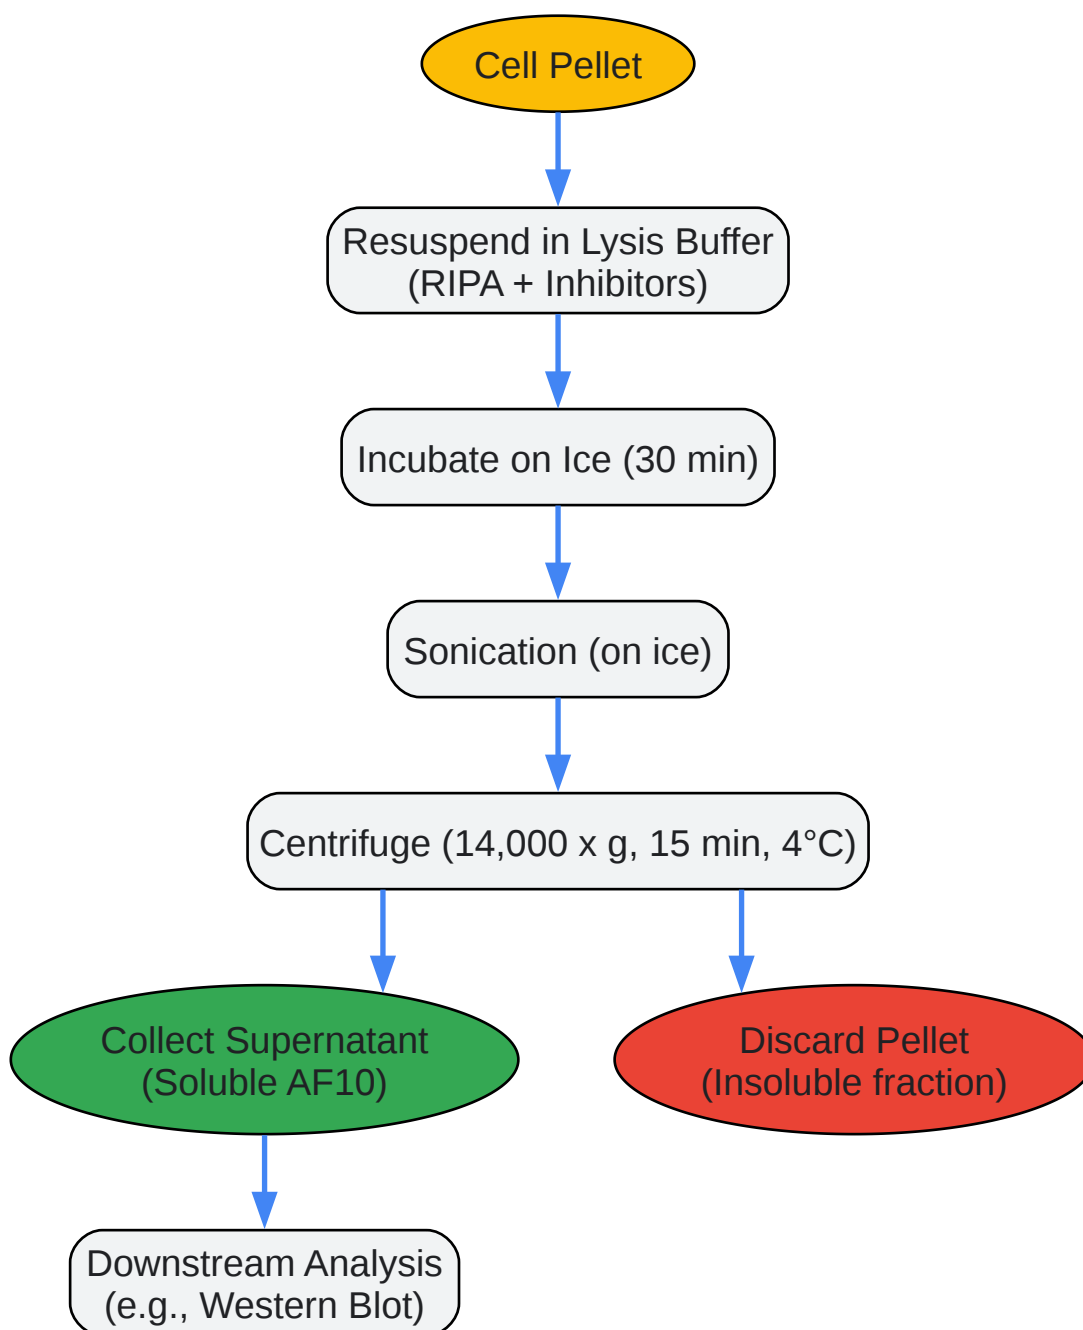 Cell Pellet
Resuspend in Lysis Buffer
(RIPA + Inhibitors)
Incubate on Ice (30 min)
Sonication (on ice)
Centrifuge (14,000 x g, 15 min, 4°C)
Collect Supernatant
(Soluble AF10)
Discard Pellet
(Insoluble fraction)
Downstream Analysis
(e.g., Western Blot)